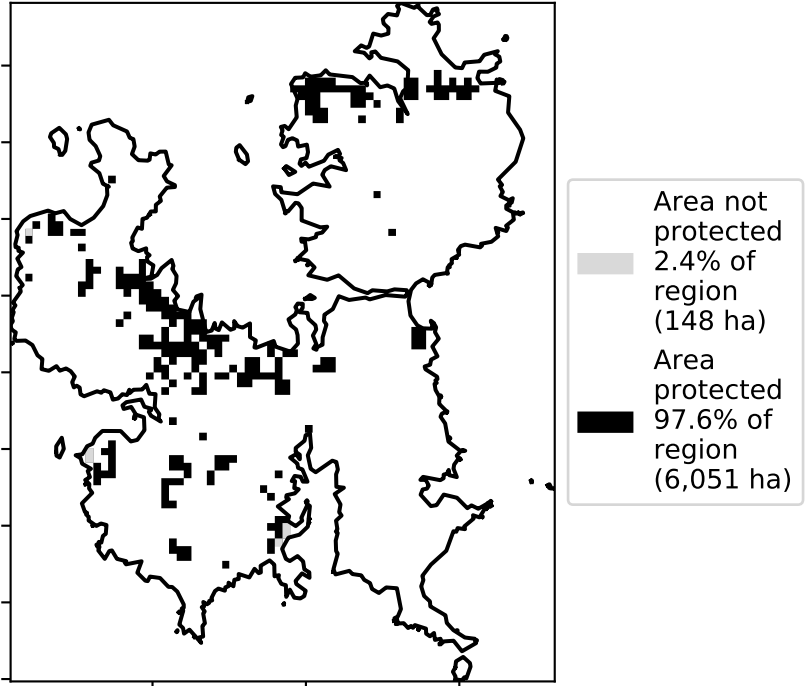 Area not
protected
2.4% of
region
(148 ha)
Area
protected
97.6% of
region
(6,051 ha)